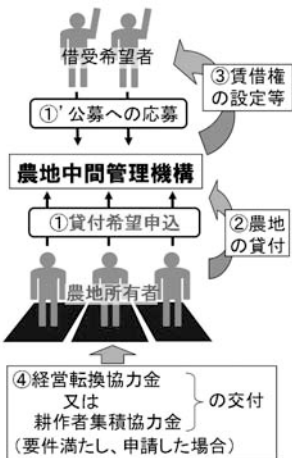 借受希望者
③賃借権
の設定等
①’公募への応募
農地中間管理機構
①貸付希望申込
②農地
の貸付
農地所有者
④経営転換協力金
又は
耕作者集積協力金
の交付
(要件満たし、申請した場合)